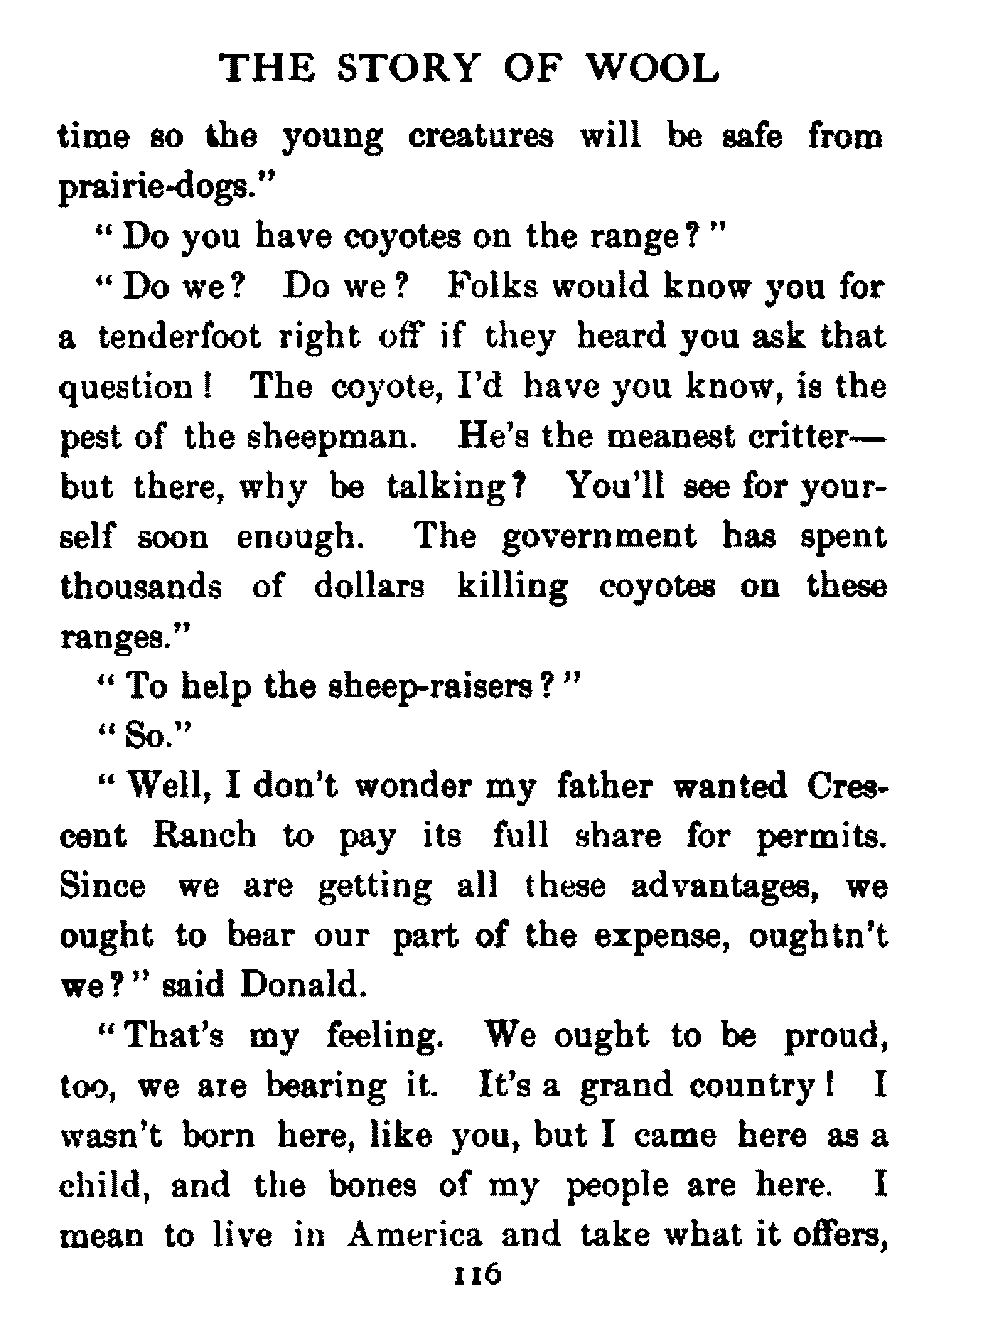 THE STORY OF WOOL
time so the young creatures will be safe from
prairie-dogs."
"Do you have coyotes on the range?"
"Do we? Do we? Folks would know you for
a tenderfoot right off if they heard you ask that
question! The coyote, I'd have you know, is the
pest of the sheepman. He's the meanest critter—
but there, why be talking? You'll see for your-
self soon enough. The government has spent
thousands of dollars killing coyotes on these
ranges."
"To help the sheep-raisers?"
"So."
"Well, I don't wonder my father wanted Cres-
cent Ranch to pay its full share for permits.
Since we are getting all these advantages, we
ought to bear our part of the expense, oughtn't
we?" said Donald.
"That's my feeling. We ought to be proud,
too, we are bearing it. It's a grand country! I
wasn't born here, like you, but I came here as a
child, and the bones of my people are here. I
mean to live in America and take what it offers,
116